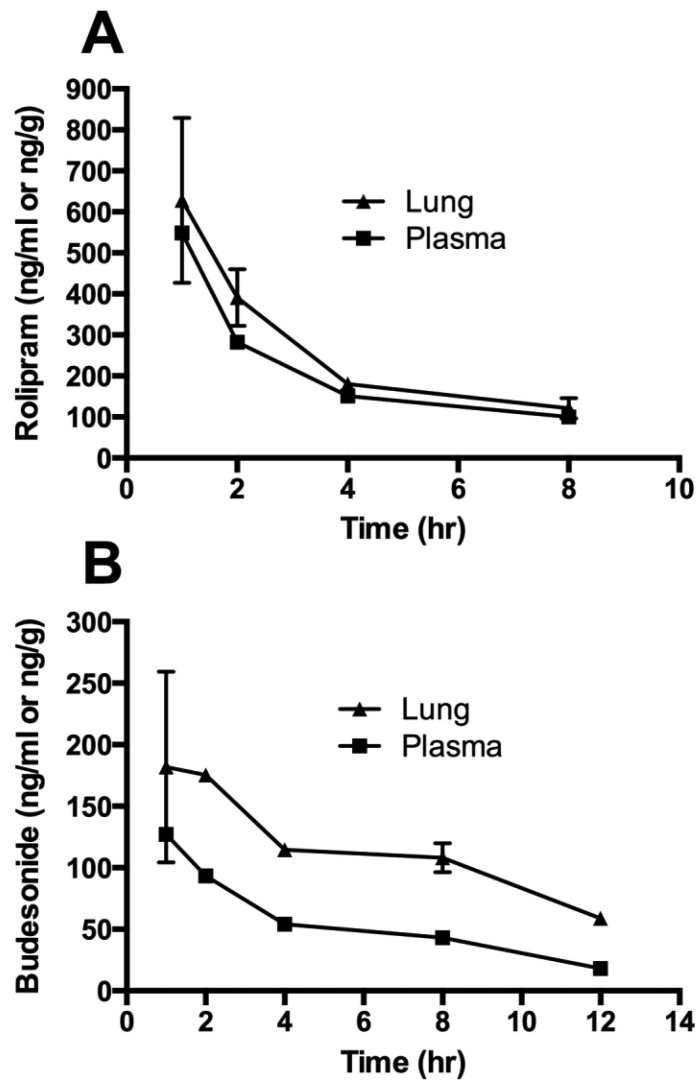 A
Rolipram (ng/ml or ng/g)
900
800
700
600
500
400
300
200
100
0
Lung
Plasma
0 2 4 6 8 10
Time (hr)
B
Budesonide (ng/ml or ng/g)
300
250
200
150
100
50
0
Lung
Plasma
0 2 4 6 8 10 12 14
Time (hr)